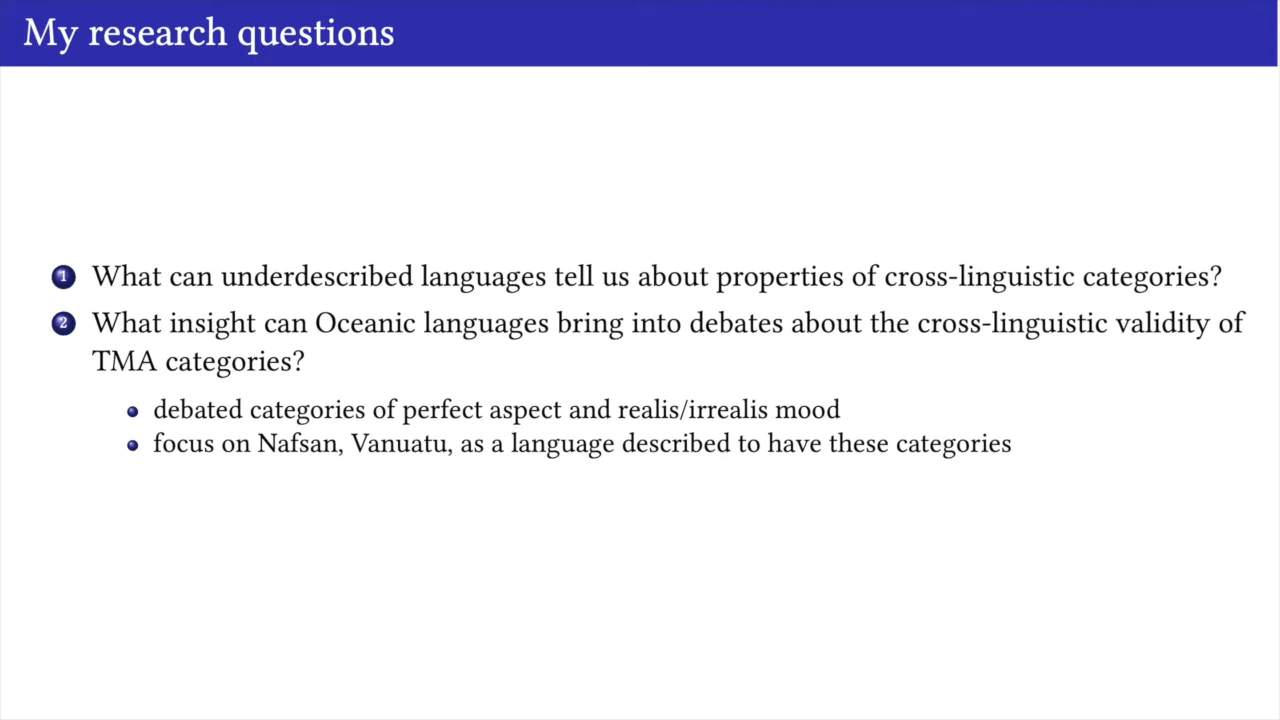 My research questions
1 What can underdescribed languages tell us about properties of cross-linguistic categories?
2 What insight can Oceanic languages bring into debates about the cross-linguistic validity of
TMA categories?
debated categories of perfect aspect and realis/irrealis mood
focus on Nafsan, Vanuatu, as a language described to have these categories